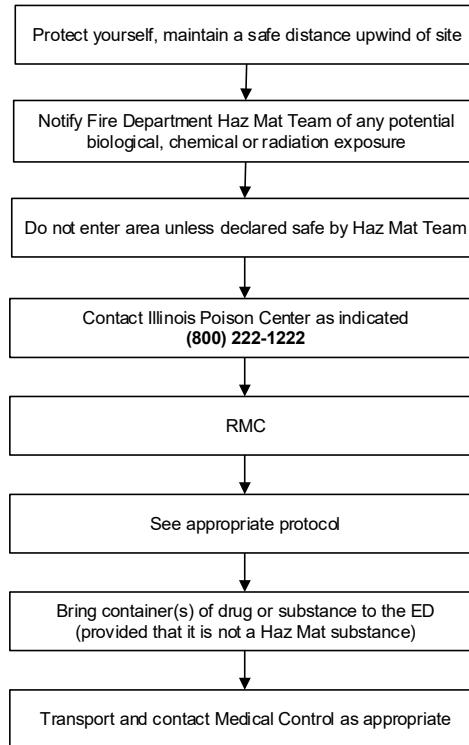 Protect yourself, maintain a safe distance upwind of site
Notify Fire Department Haz Mat Team of any potential
biological, chemical or radiation exposure
Do not enter area unless declared safe by Haz Mat Team
Contact Illinois Poison Center as indicated
(800) 222-1222
RMC
See appropriate protocol
Bring container(s) of drug or substance to the ED
(provided that it is not a Haz Mat substance)
Transport and contact Medical Control as appropriate